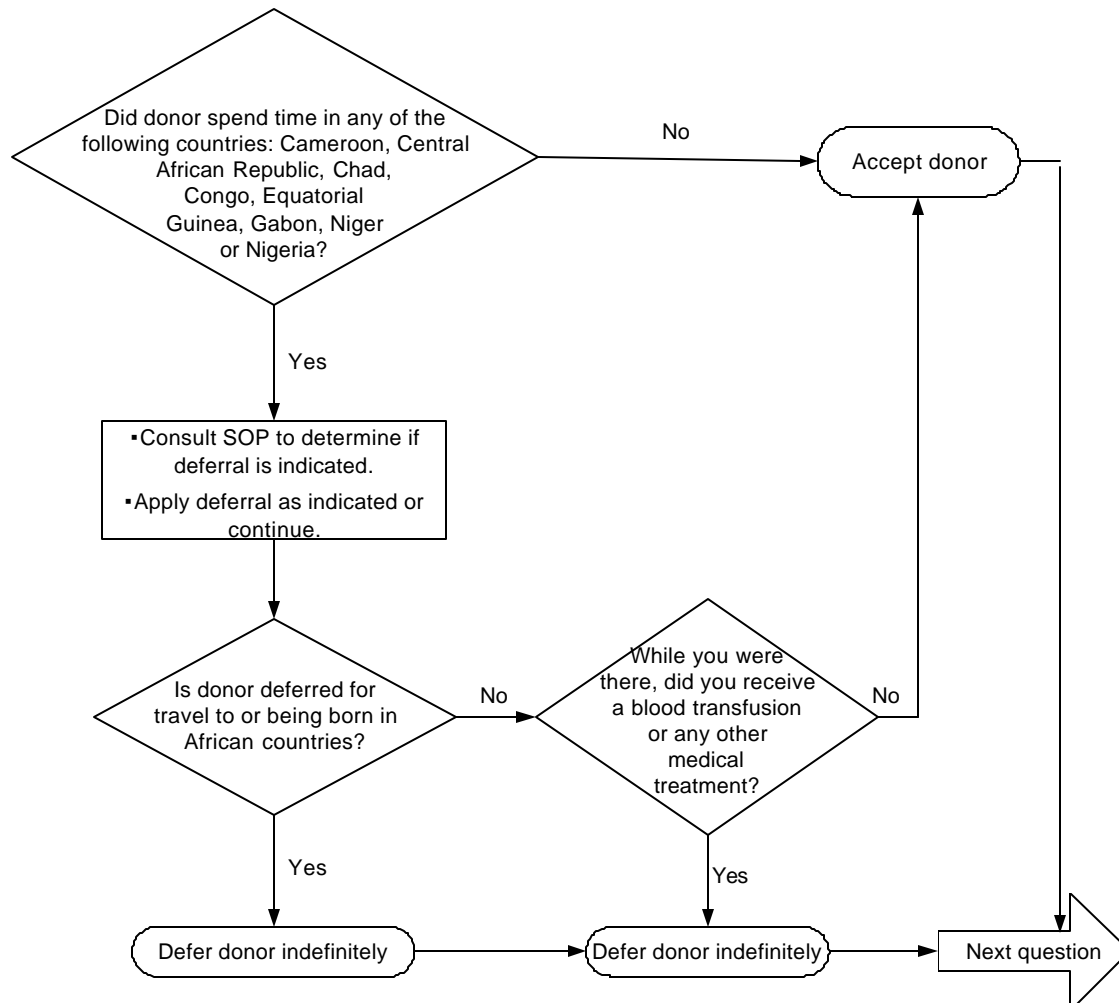 Did donor spend time in any of the
following countries: Cameroon, Central
African Republic, Chad,
Congo, Equatorial
Guinea, Gabon, Niger
or Nigeria?
No
Accept donor
Yes
▪Consult SOP to determine if
deferral is indicated.
▪Apply deferral as indicated or
continue.
Is donor deferred for
travel to or being born in
African countries?
No
While you were
there, did you receive
a blood transfusion
or any other
medical
treatment?
No
Yes
Yes
Defer donor indefinitely
Defer donor indefinitely
Next question